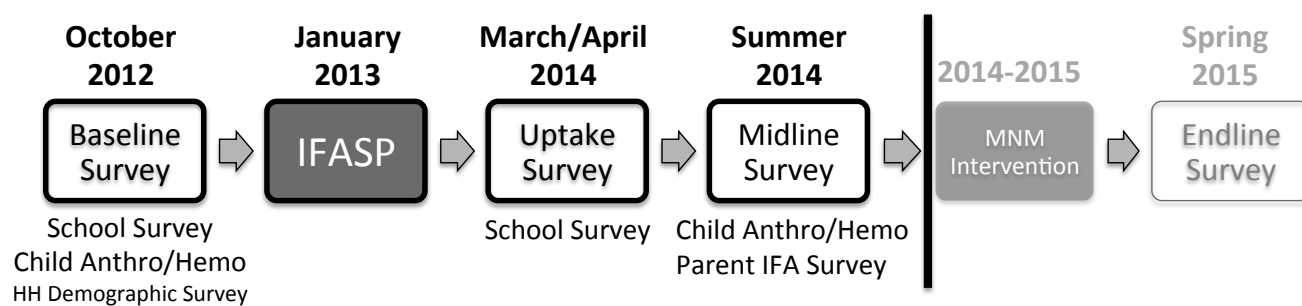 October
2012
January
2013
March/April
2014
Summer
2014
2014-2015
Spring
2015
Baseline
Survey
IFASP
Uptake
Survey
Midline
Survey
MNM
Intervention
Endline
Survey
School Survey
Child Anthro/Hemo
HH Demographic Survey
School Survey
Child Anthro/Hemo
Parent IFA Survey